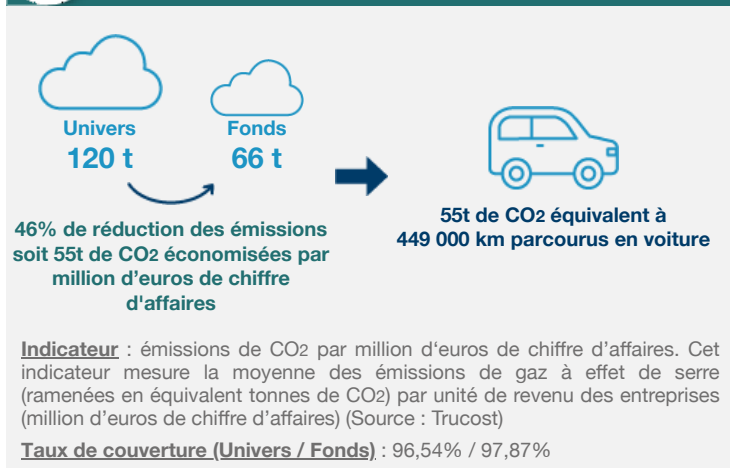 Univers
Fonds
120 t
66 t
46% de réduction des émissions
soit 55t de CO2 économisées par
million d’euros de chiffre
d'affaires
55t de CO2 équivalent à
449 000 km parcourus en voiture
Indicateur : émissions de CO2 par million d‘euros de chiffre d’affaires. Cet
indicateur mesure la moyenne des émissions de gaz à effet de serre
(ramenées en équivalent tonnes de CO2) par unité de revenu des entreprises
(million d’euros de chiffre d’affaires) (Source : Trucost)
Taux de couverture (Univers / Fonds) : 96,54% / 97,87%